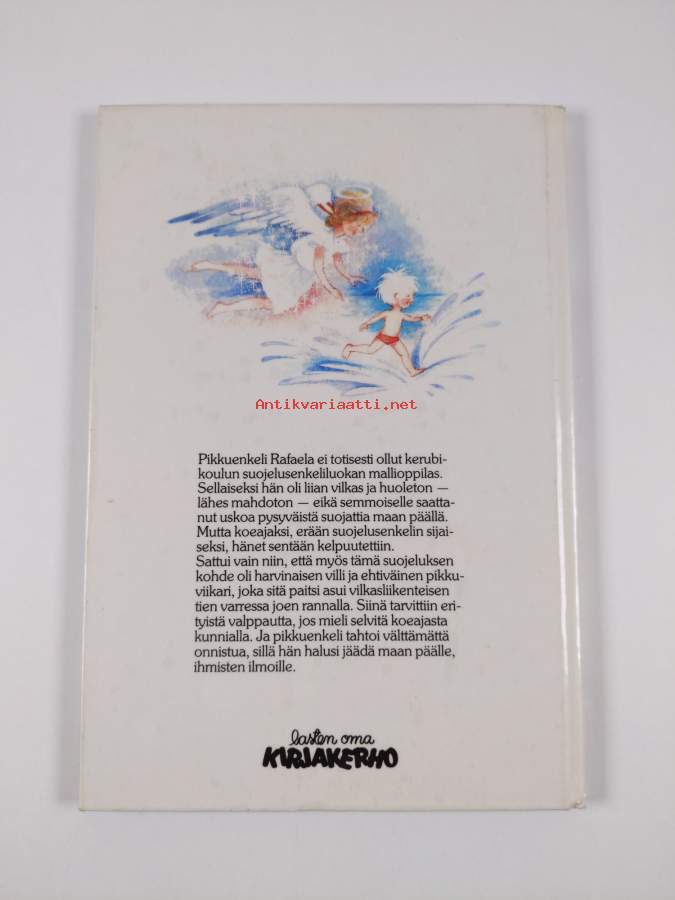 Antikvariaatti.net
Pikkuenkeli Rafaela ei totisesti ollut kerubi-
koulun suojelusenkeliluokan mallioppilas.
Sellaiseksi hän oli liian vilkas ja huoleton —
lähes mahdoton — eikä semmoiselle saatta-
nut uskoa pysyväistä suojattia maan päällä.
Mutta koeajaksi, erään suojelusenkelin sijai-
seksi, hänet sentään kelpuutettiin.
Sattui vain niin, että myös tämä suojeluksen
kohde oli harvinaisen villi ja ehtiväinen pikku-
viikari, joka sitä paitsi asui vilkasliikenteisen
tien varressa joen rannalla. Siinä tarvittiin eri-
tyistä valppautta, jos mieli selvitä koeajasta
kunnialla. Ja pikkuenkeli tahtoi välttämättä
onnistua, sillä hän halusi jäädä maan päälle,
ihmisten ilmoille.
lasten oma
KIRJAKERHO